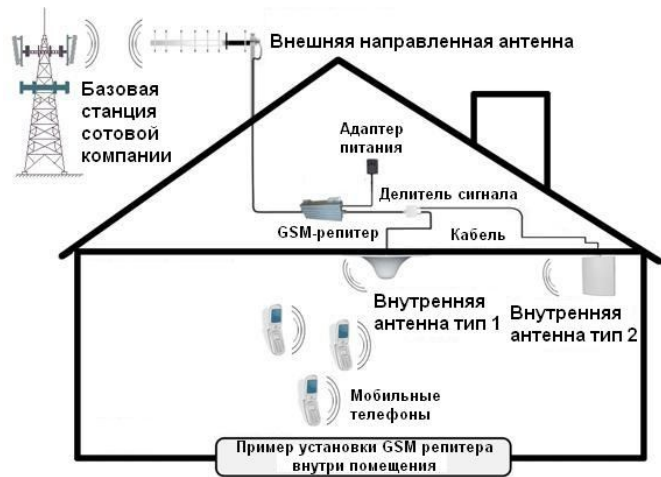 Внешняя направленная антенна
Базовая
станция
сотовой
компании
Адаптер
питания
Делитель сигнала
GSM-репитер
Кабель
Внутренняя
антенна тип 1
Внутренняя
антенна тип 2
Мобильные
телефоны
Пример установки GSM репитера
внутри помещения